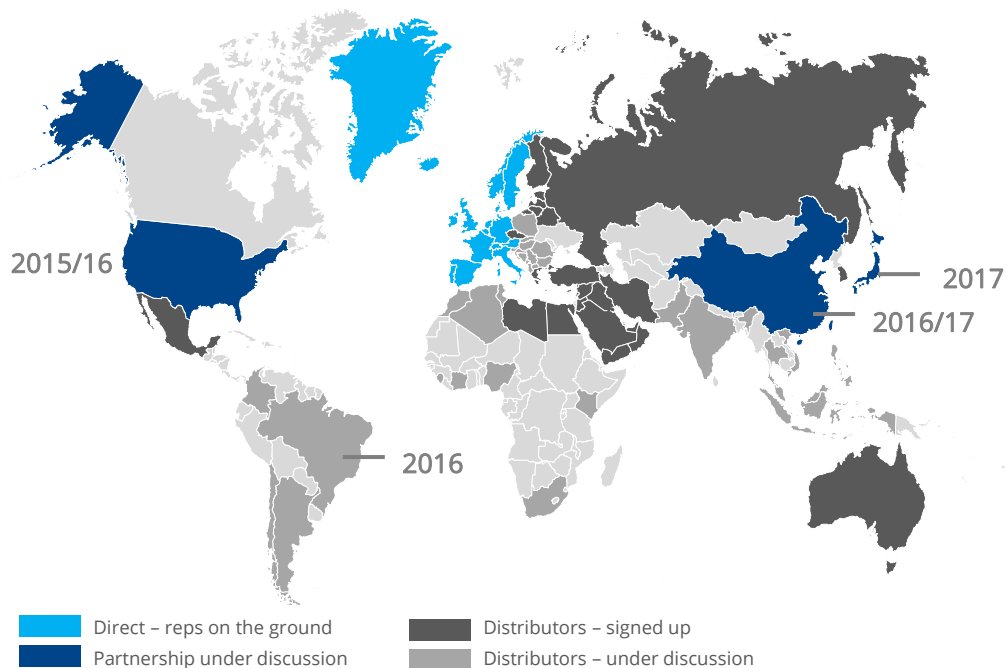 2015/16
2017
2016/17
2016
Direct – reps on the ground
Partnership under discussion
Distributors – signed up
Distributors – under discussion